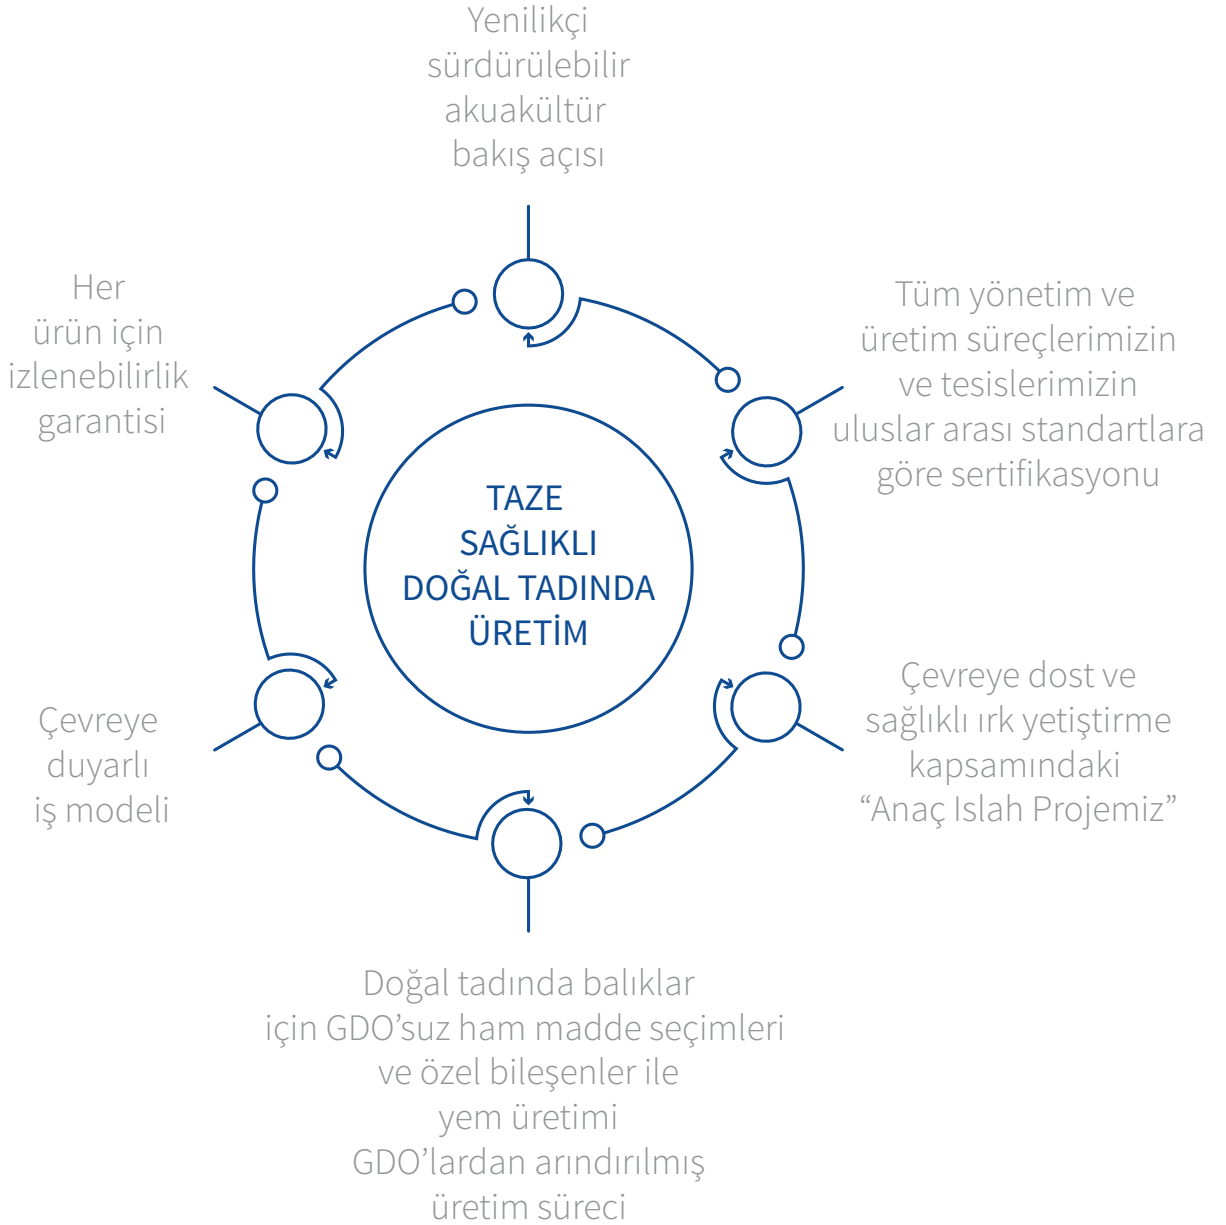 Yenilikçi
sürdürülebilir
akuakültür
bakış açısı
Her
ürün için
izlenebilirlik
garantisi
Tüm yönetim ve
üretim süreçlerimizin
ve tesislerimizin
uluslar arası standartlara
göre sertifikasyonu
TAZE
SAĞLIKLI
DOĞAL TADINDA
ÜRETİM
Çevreye
duyarlı
iş modeli
Çevreye dost ve
sağlıklı ırk yetiştirme
kapsamındaki
“Anaç Islah Projemiz”
Doğal tadında balıklar
için GDO’suz ham madde seçimleri
ve özel bileşenler ile
yem üretimi
GDO’lardan arındırılmış
üretim süreci